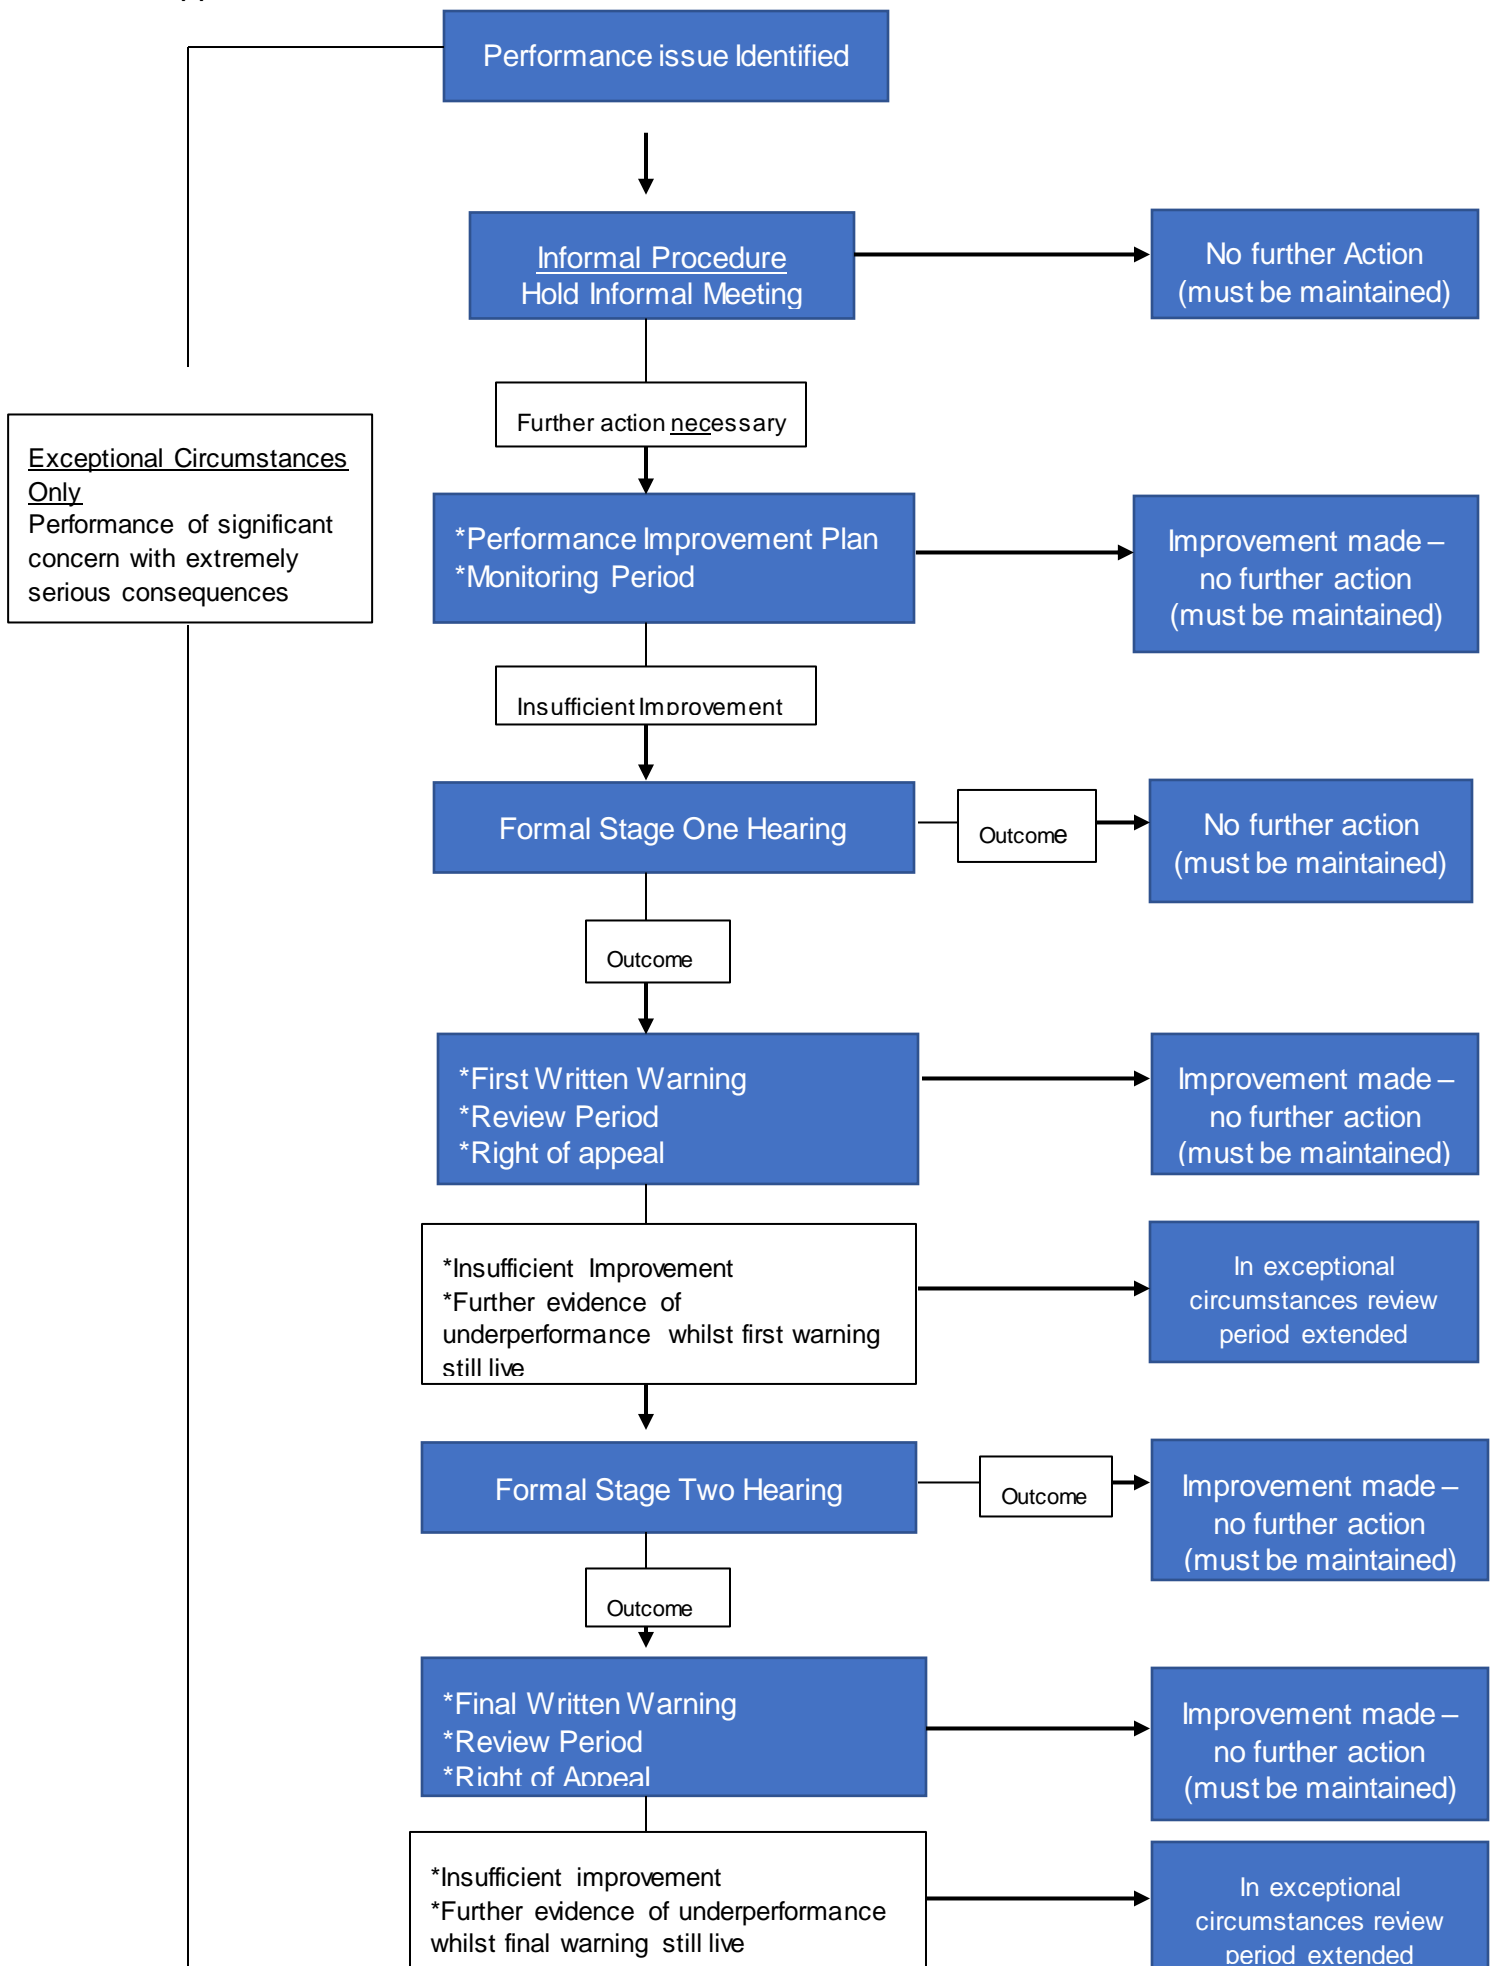 Performance issue Identified
Informal Procedure
Hold Informal Meeting
No further Action
(must be maintained)
Further action necessary
Exceptional Circumstances
Only
Performance of significant
concern with extremely
serious consequences
*Performance Improvement Plan
*Monitoring Period
Improvement made –
no further action
(must be maintained)
Insufficient Improvement
Formal Stage One Hearing
Outcome
No further action
(must be maintained)
Outcome
*First Written Warning
*Review Period
*Right of appeal
Improvement made –
no further action
(must be maintained)
*Insufficient Improvement
*Further evidence of
underperformance whilst first warning
still live
In exceptional
circumstances review
period extended
Formal Stage Two Hearing
Outcome
Improvement made –
no further action
(must be maintained)
Outcome
*Final Written Warning
*Review Period
*Right of Appeal
Improvement made –
no further action
(must be maintained)
*Insufficient improvement
*Further evidence of underperformance
whilst final warning still live
In exceptional
circumstances review
period extended